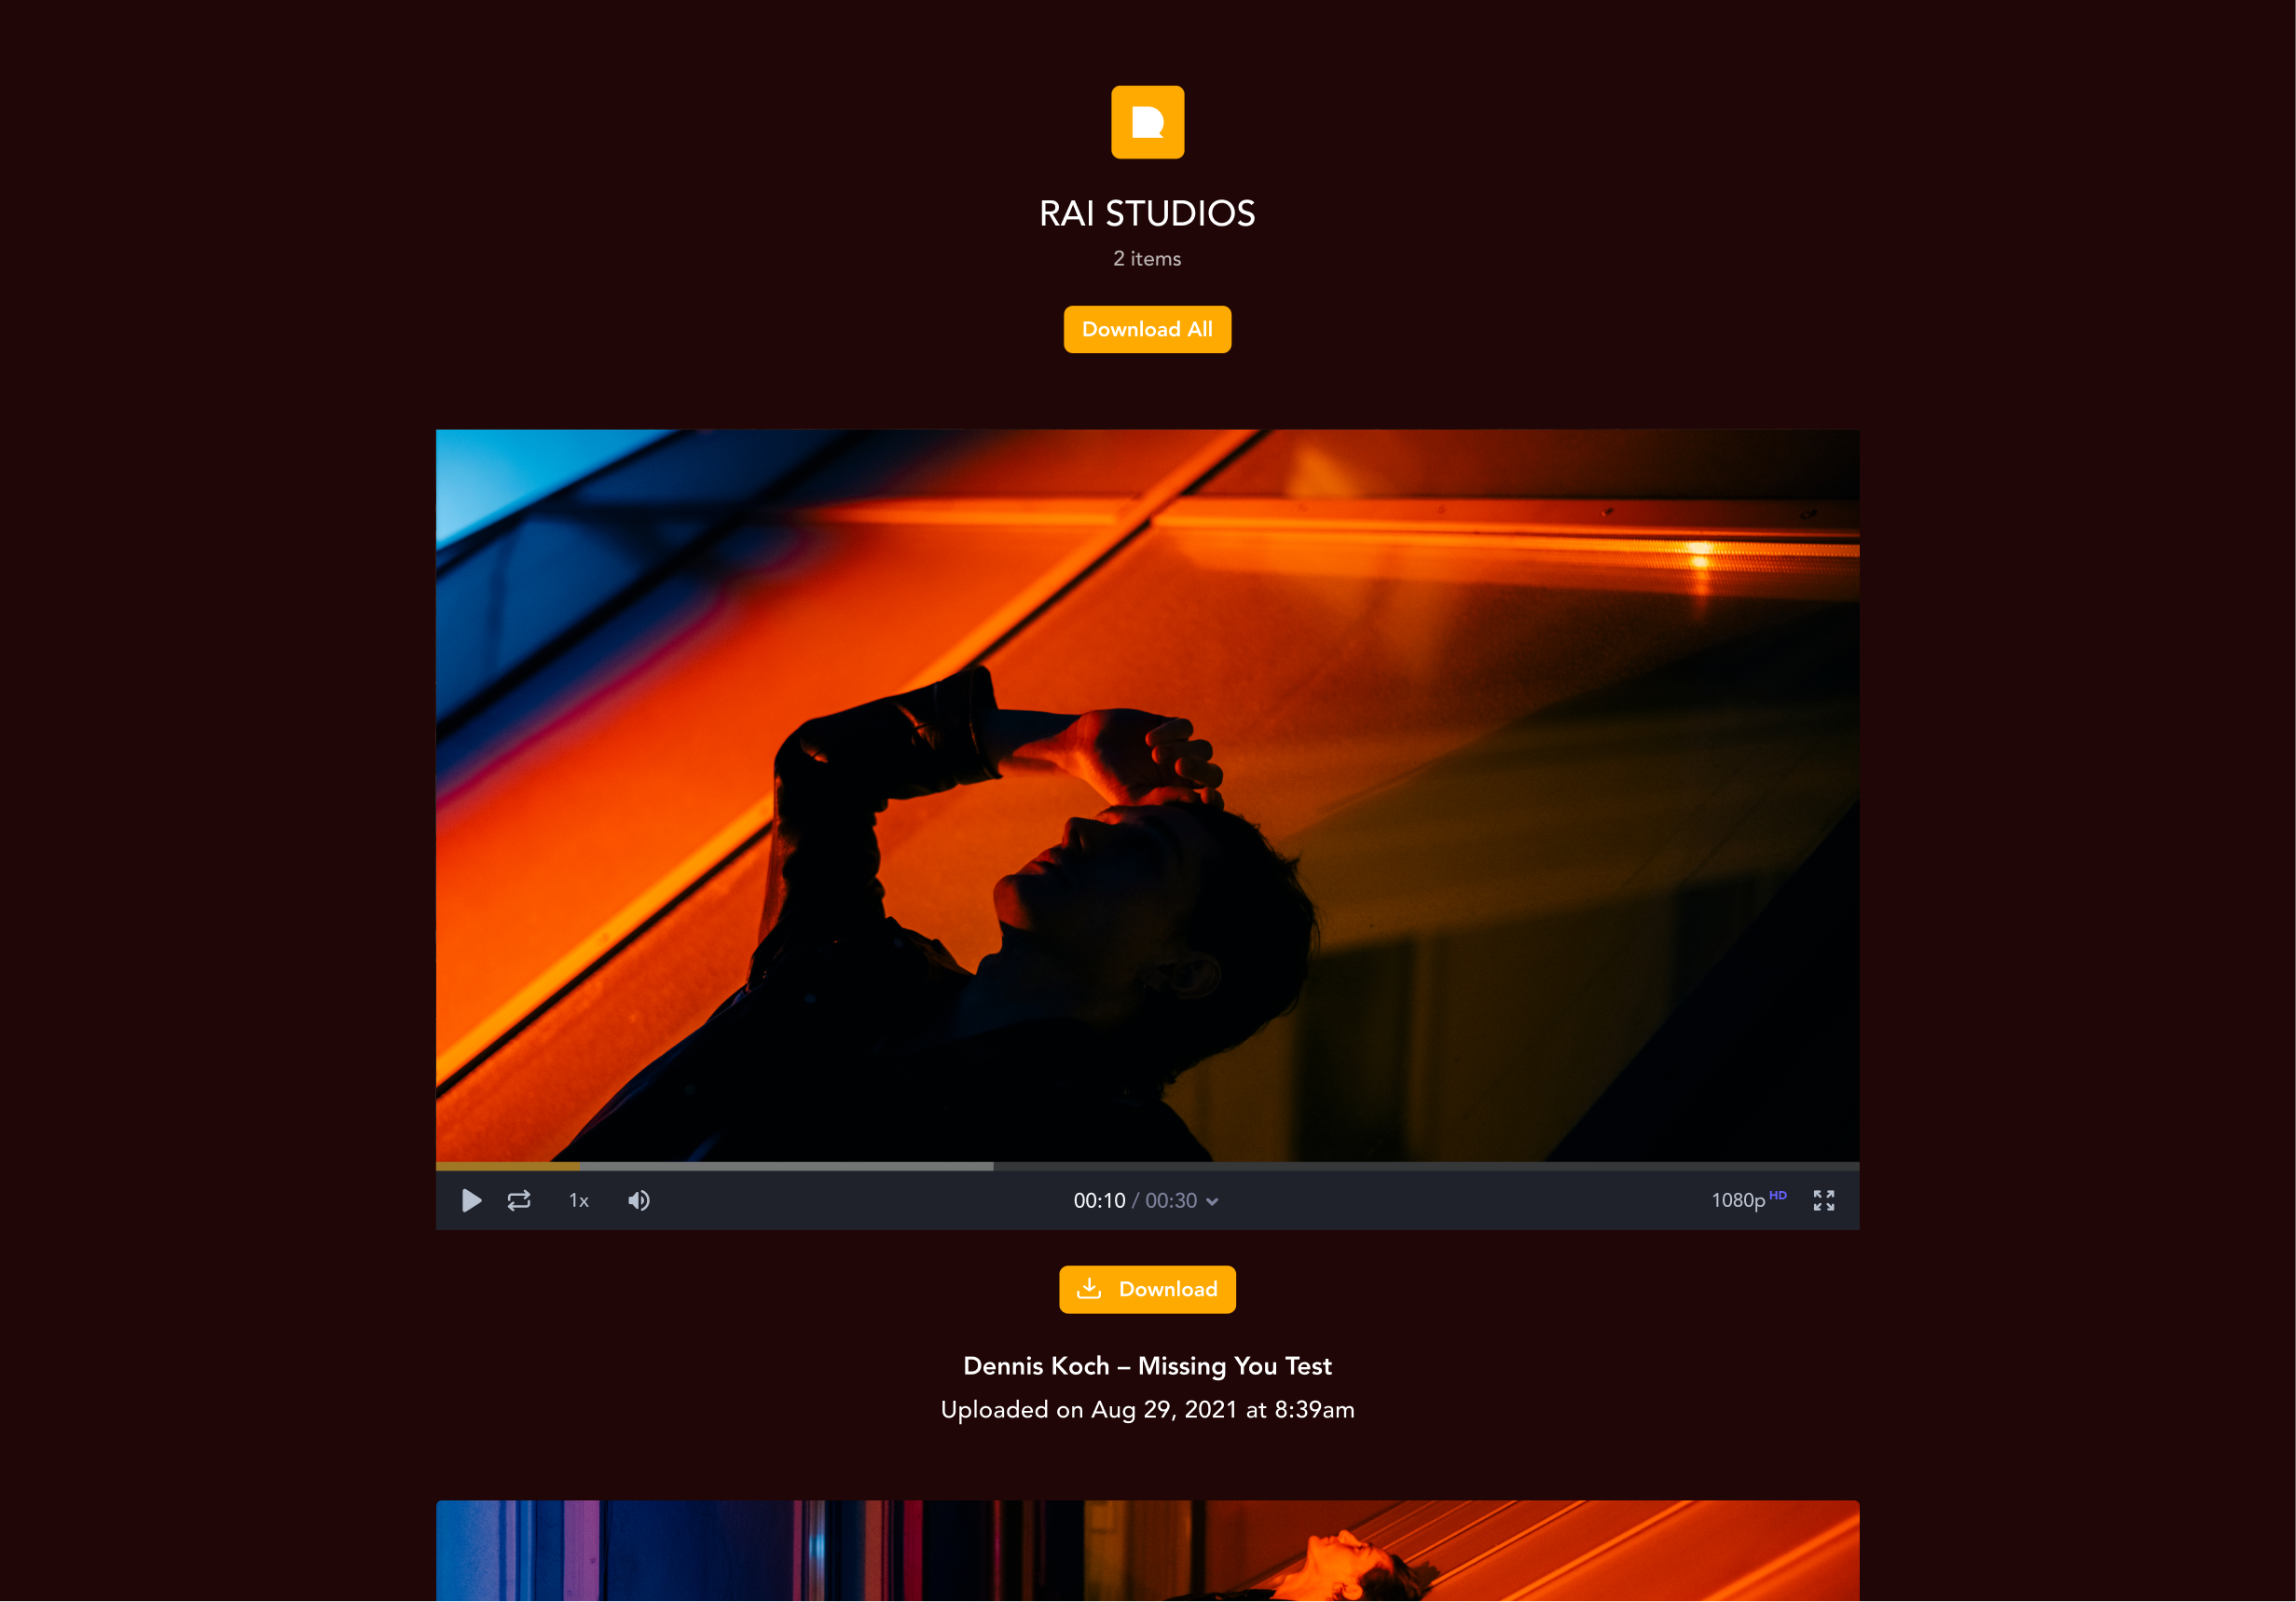 RAI STUDIOS
2 items
Download All
1x
00:10 / 00:30
1080p HD
Download
Dennis Koch – Missing You Test
Uploaded on Aug 29, 2021 at 8:39am